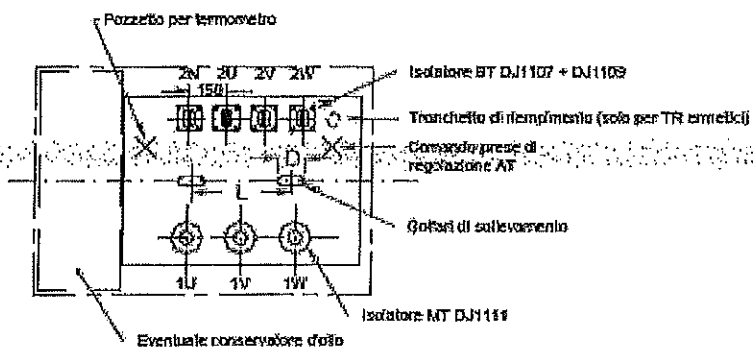 Pozzetto per termometro
2N 2U 2V 2W
150
Isolatore BT DJ1107 + DJ1109
Tronchetto di riempimento (solo per TR ermetici)
Comando prese di
regolazione AT
D
L
Golfari di sollevamento
1U 1V 1W
Isolatore MT DJ1111
Eventuale conservatore d'olio